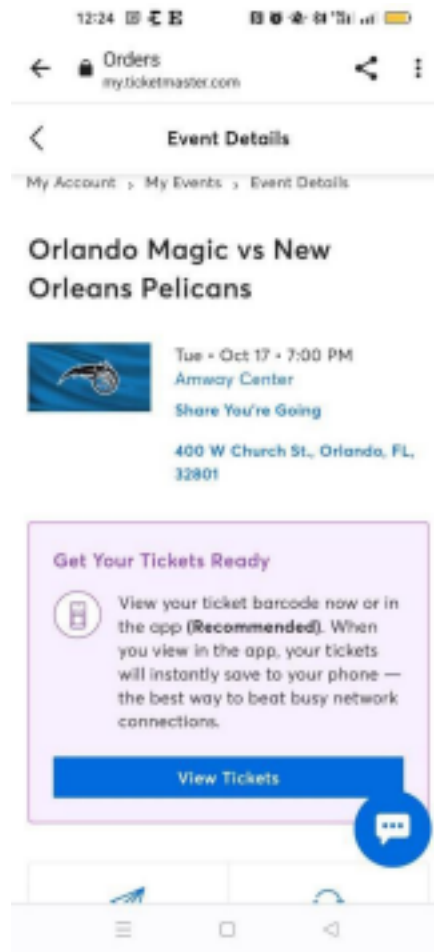 12:24
Orders
my.ticketmaster.com
Event Details
My Account > My Events > Event Details
Orlando Magic vs New
Orleans Pelicans
Tue • Oct 17 • 7:00 PM
Amway Center
Share You're Going
400 W Church St., Orlando, FL,
32801
Get Your Tickets Ready
View your ticket barcode now or in
the app (Recommended). When
you view in the app, your tickets
will instantly save to your phone —
the best way to beat busy network
connections.
View Tickets